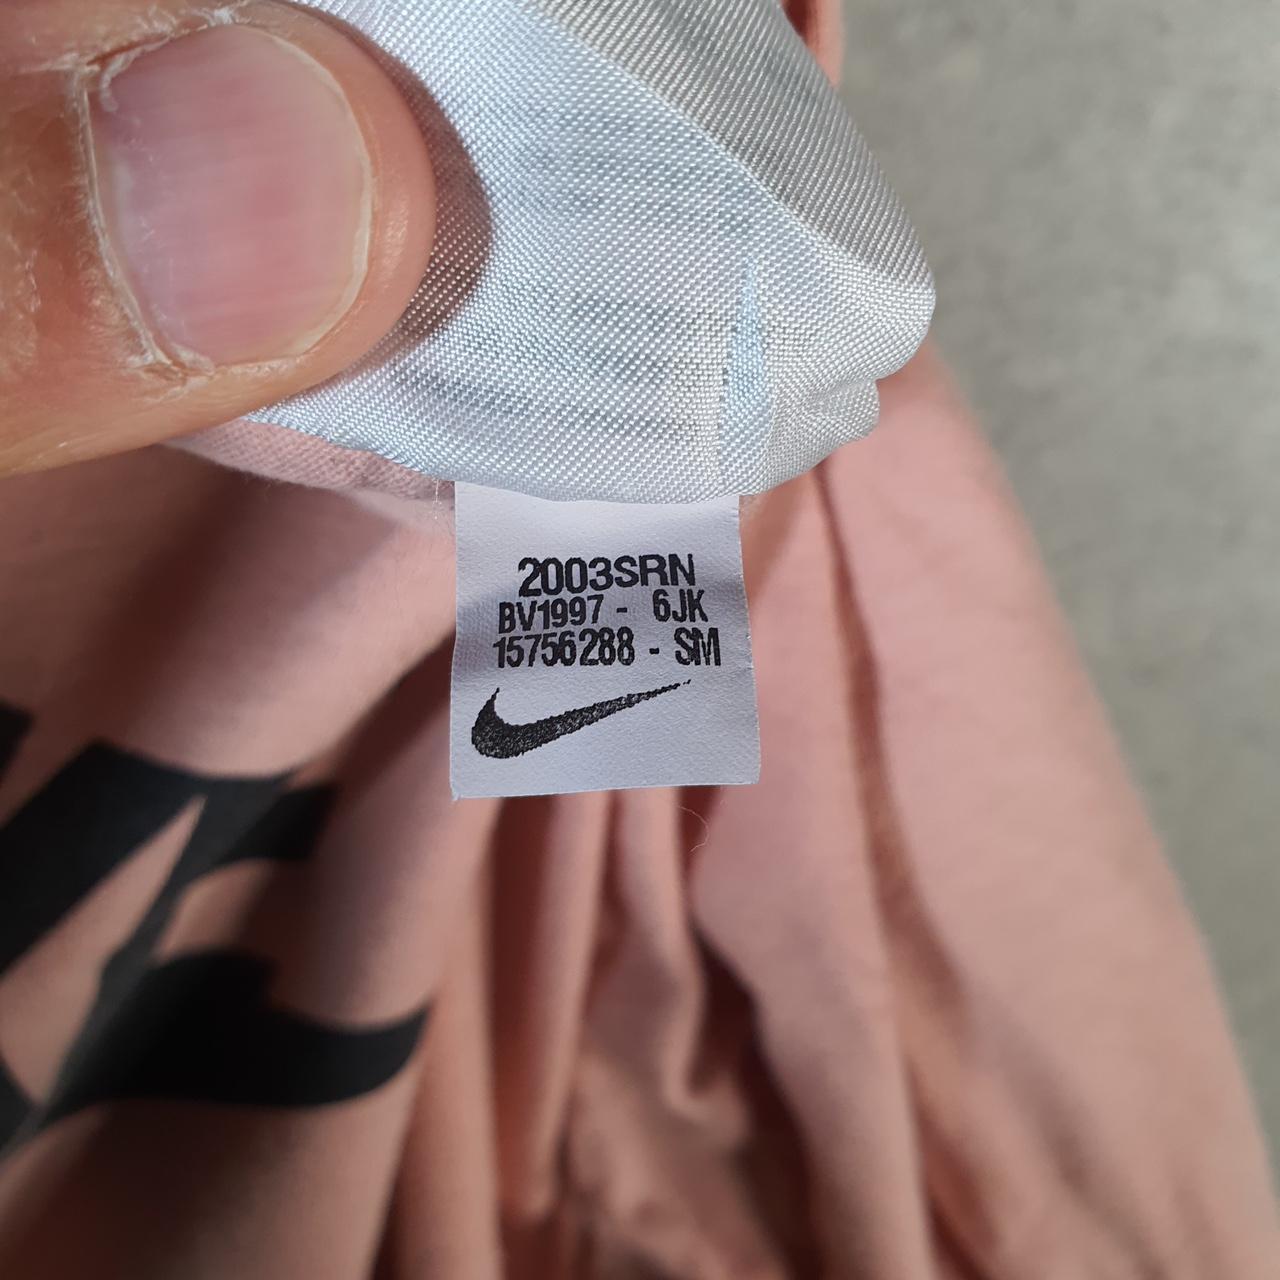 2003SRN
BV1997 - 6JK
15756288 - SM